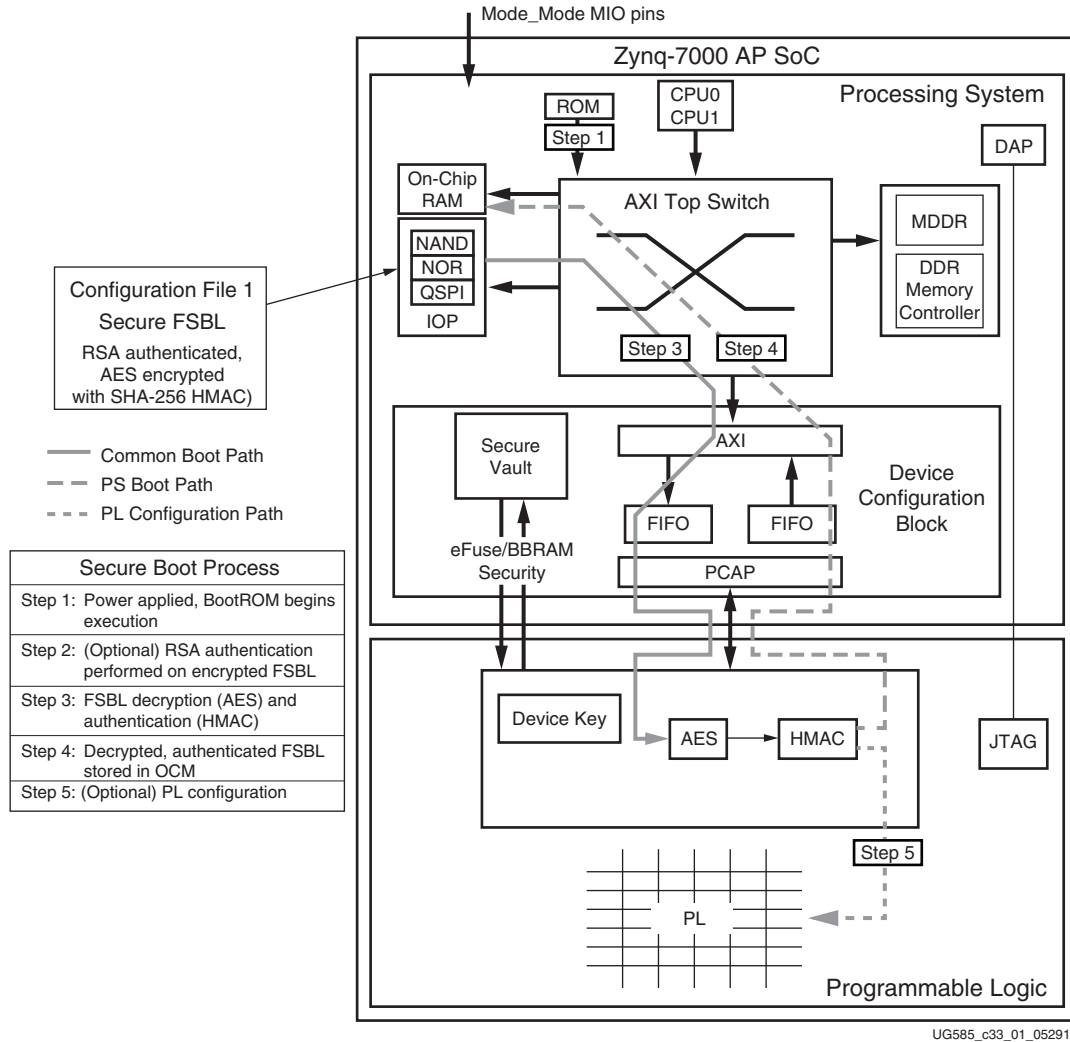 Mode_Mode MIO pins
Zynq-7000 AP SoC
Processing System
ROM
Step 1
CPU0
CPU1
DAP
On-Chip
RAM
AXI Top Switch
MDDR
DDR
Memory
Controller
NAND
NOR
QSPI
IOP
Step 3
Step 4
Configuration File 1
Secure FSBL
RSA authenticated,
AES encrypted
with SHA-256 HMAC)
Common Boot Path
PS Boot Path
PL Configuration Path
Secure
Vault
AXI
FIFO
FIFO
PCAP
Device
Configuration
Block
eFuse/BBRAM
Security
Secure Boot Process
Step 1: Power applied, BootROM begins
execution
Step 2: (Optional) RSA authentication
performed on encrypted FSBL
Step 3: FSBL decryption (AES) and
authentication (HMAC)
Step 4: Decrypted, authenticated FSBL
stored in OCM
Step 5: (Optional) PL configuration
Device Key
AES
HMAC
JTAG
Step 5
PL
Programmable Logic
UG585_c33_01_05291